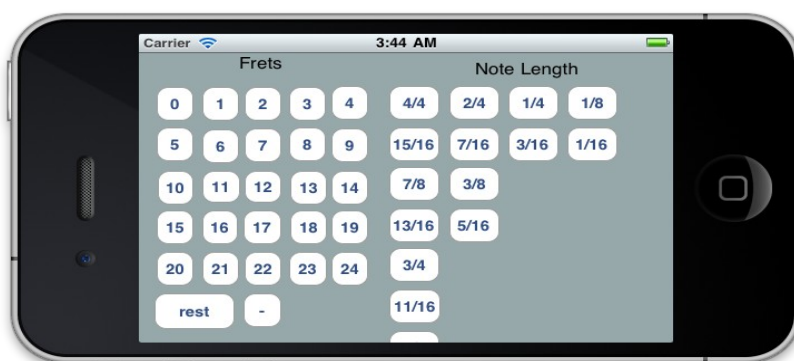 Carrier 3:44 AM
Frets Note Length
0 1 2 3 4 4/4 2/4 1/4 1/8
5 6 7 8 9 15/16 7/16 3/16 1/16
10 11 12 13 14 7/8 3/8
15 16 17 18 19 13/16 5/16
20 21 22 23 24 3/4
rest - 11/16